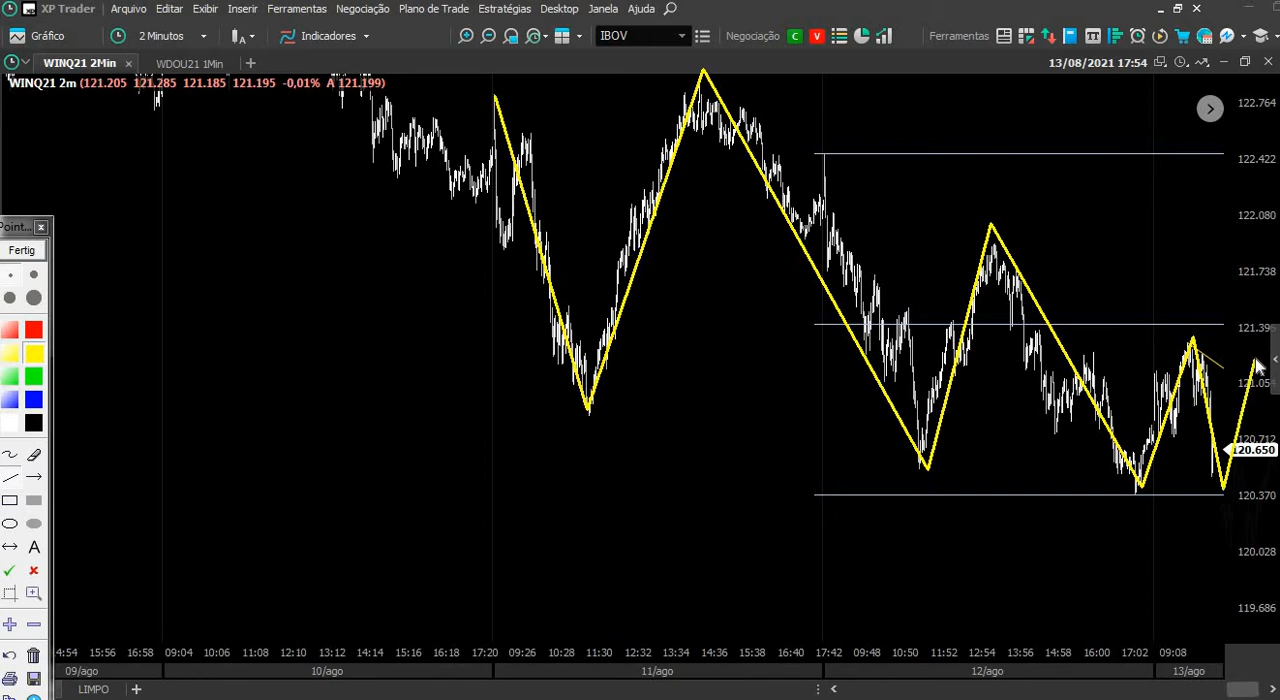 XP Trader Arquivo Editar Exibir Inserir Ferramentas Negociação Plano de Trade Estratégias Desktop Janela Ajuda
Gráfico 2 Minutos Indicadores IBOV Negociação C V Ferramentas
WINQ21 2Min WDOU21 1Min 13/08/2021 17:54
WINQ21 2m (121.205 121.285 121.185 121.195 -0,01% A 121.199)
122.764
122.422
122.080
121.738
121.396
121.054
120.712
120.650
120.370
120.028
119.686
Point...
Fertig
A
4:54 15:56 16:58 09:04 10:06 11:08 12:10 13:12 14:14 15:16 16:18 17:20 09:26 10:28 11:30 12:32 13:34 14:36 15:38 16:40 17:42 09:48 10:50 11:52 12:54 13:56 14:58 16:00 17:02 09:08
09/ago 10/ago 11/ago 12/ago 13/ago
LIMPO